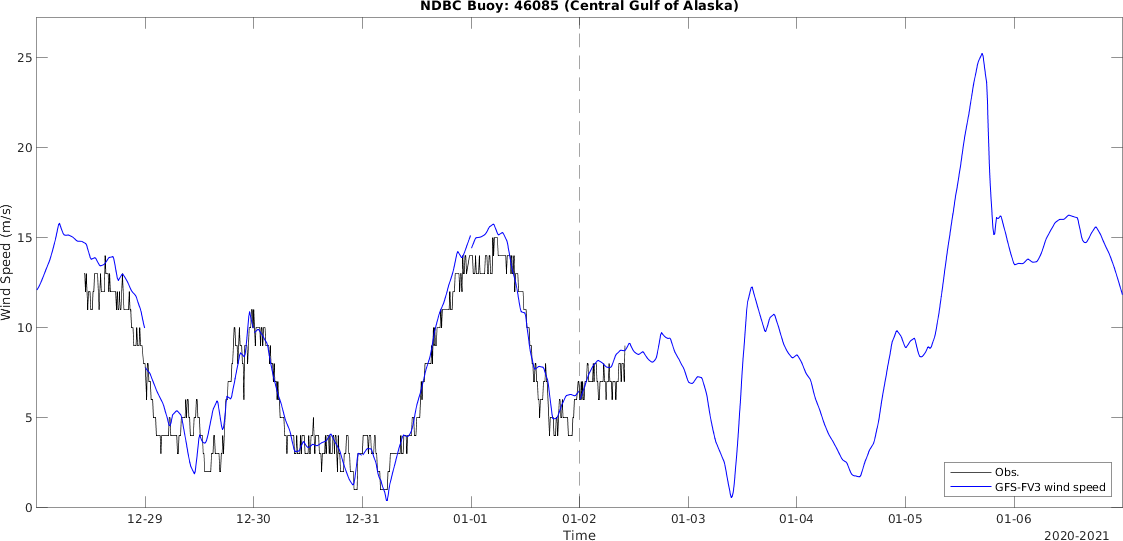 NDBC Buoy: 46085 (Central Gulf of Alaska)
25
20
15
10
5
0
Wind Speed (m/s)
12-29 12-30 12-31 01-01 01-02 01-03 01-04 01-05 01-06
Time
2020-2021
Obs.
GFS-FV3 wind speed